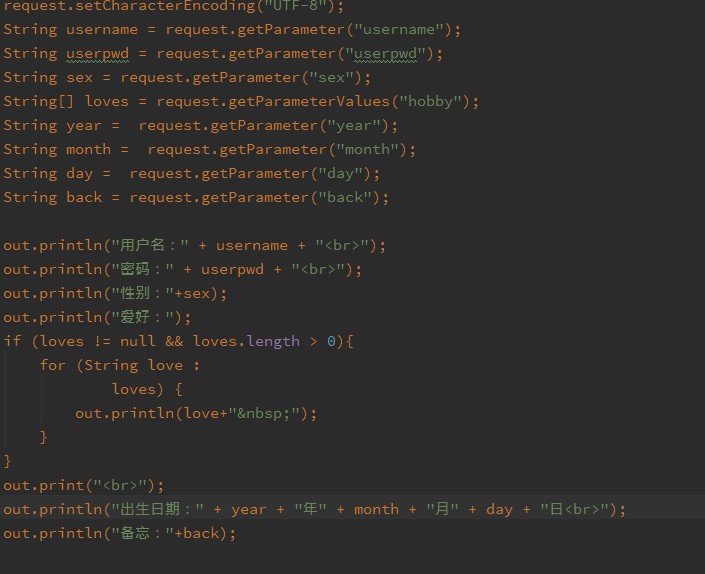 request.setCharacterEncoding("UTF-8");
String username = request.getParameter("username");
String userpwd = request.getParameter("userpwd");
String sex = request.getParameter("sex");
String[] loves = request.getParameterValues("hobby");
String year =  request.getParameter("year");
String month =  request.getParameter("month");
String day =  request.getParameter("day");
String back = request.getParameter("back");
out.println("用户名：" + username + "<br>");
out.println("密码：" + userpwd + "<br>");
out.println("性别："+sex);
out.println("爱好：");
if (loves != null && loves.length > 0){
    for (String love :
            loves) {
        out.println(love+"&nbsp;");
    }
}
out.print("<br>");
out.println("出生日期：" + year + "年" + month + "月" + day + "日<br>");
out.println("备忘："+back);